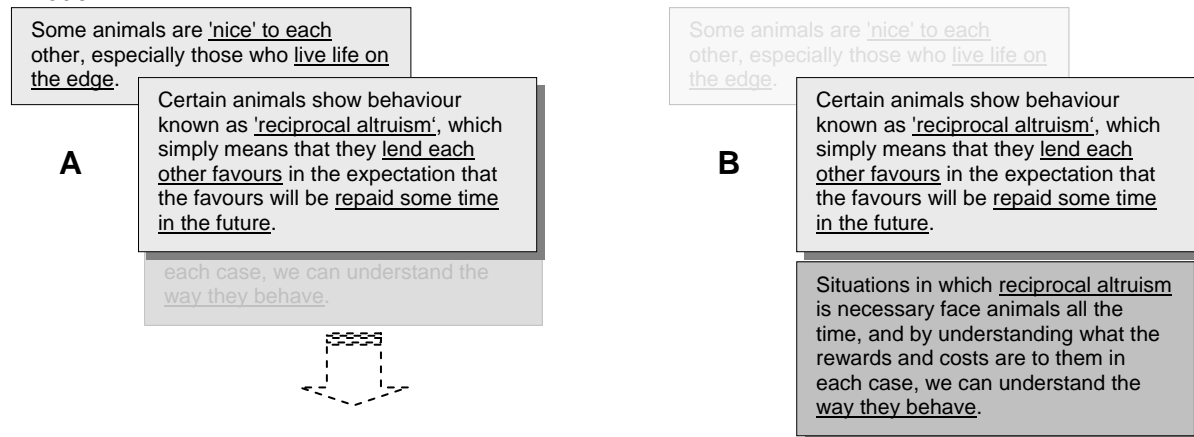 Some animals are 'nice' to each
other, especially those who live life on
the edge.
Certain animals show behaviour
known as 'reciprocal altruism‘, which
simply means that they lend each
other favours in the expectation that
the favours will be repaid some time
in the future.
A
each case, we can understand the
way they behave.
Some animals are 'nice' to each
other, especially those who live life on
the edge.
Certain animals show behaviour
known as 'reciprocal altruism‘, which
simply means that they lend each
other favours in the expectation that
the favours will be repaid some time
in the future.
B
Situations in which reciprocal altruism
is necessary face animals all the
time, and by understanding what the
rewards and costs are to them in
each case, we can understand the
way they behave.